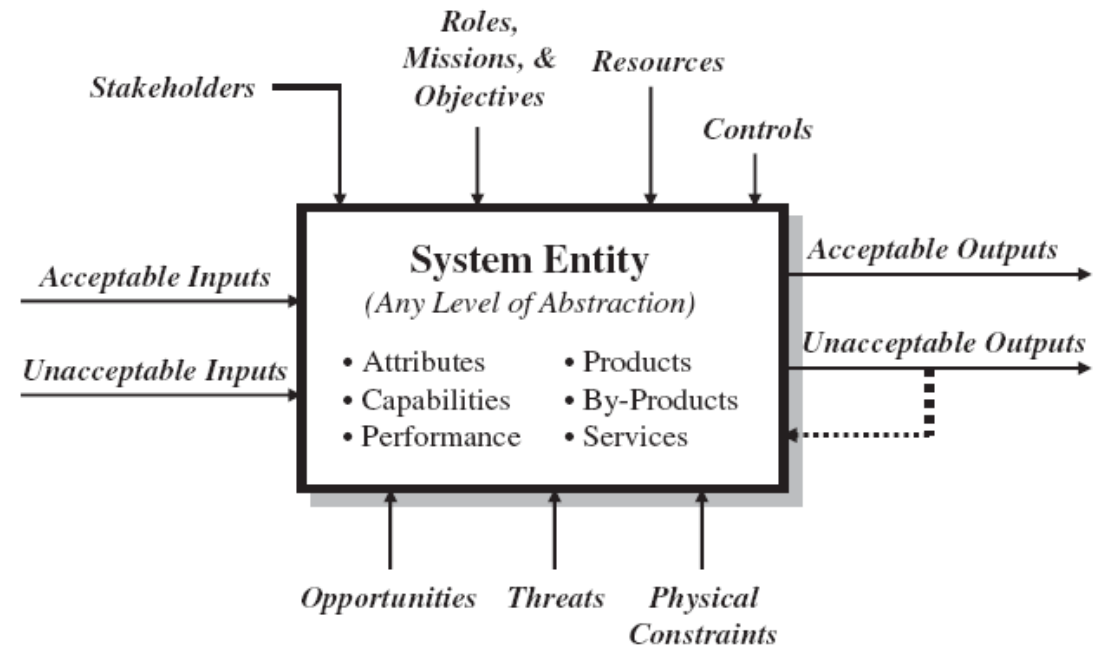 Roles,
Missions, &
Objectives
Resources
Stakeholders
Controls
System Entity
(Any Level of Abstraction)
Acceptable Inputs
Acceptable Outputs
Unacceptable Inputs
Unacceptable Outputs
• Attributes
• Products
• Capabilities
• By-Products
• Performance
• Services
Opportunities
Threats
Physical
Constraints